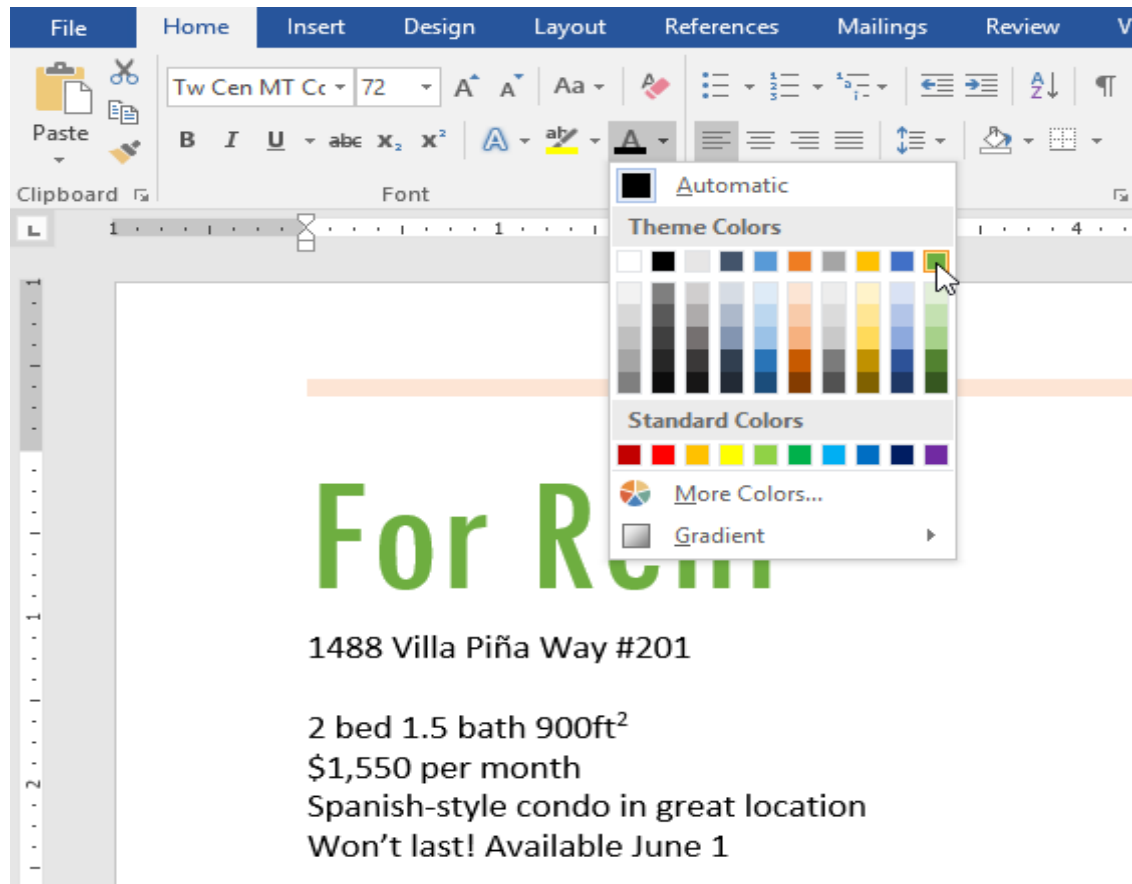 File Home Insert Design Layout References Mailings Review V
Tw Cen MT Cc 72 A A Aa
Paste B I U abc X₂ X² A ab A
Clipboard Font
Automatic
1 1 4
Theme Colors
Standard Colors
More Colors...
Gradient
For Rent
1488 Villa Piña Way #201
2 bed 1.5 bath 900ft²
$1,550 per month
Spanish-style condo in great location
Won’t last! Available June 1